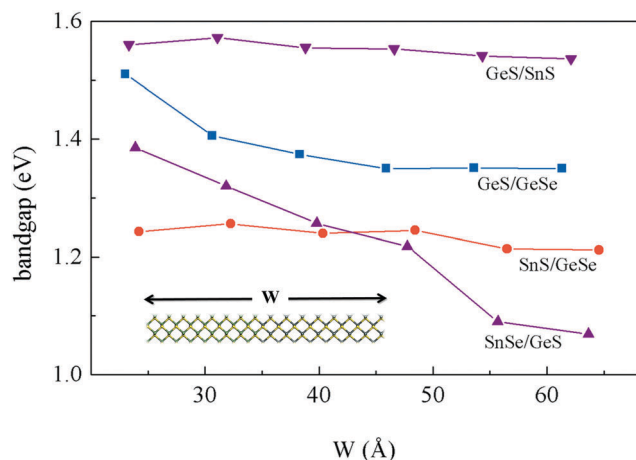 1.6
1.4
1.2
1.0
bandgap (eV)
GeS/SnS
GeS/GeSe
SnS/GeSe
SnSe/GeS
W
30 40 50 60
W (Å)